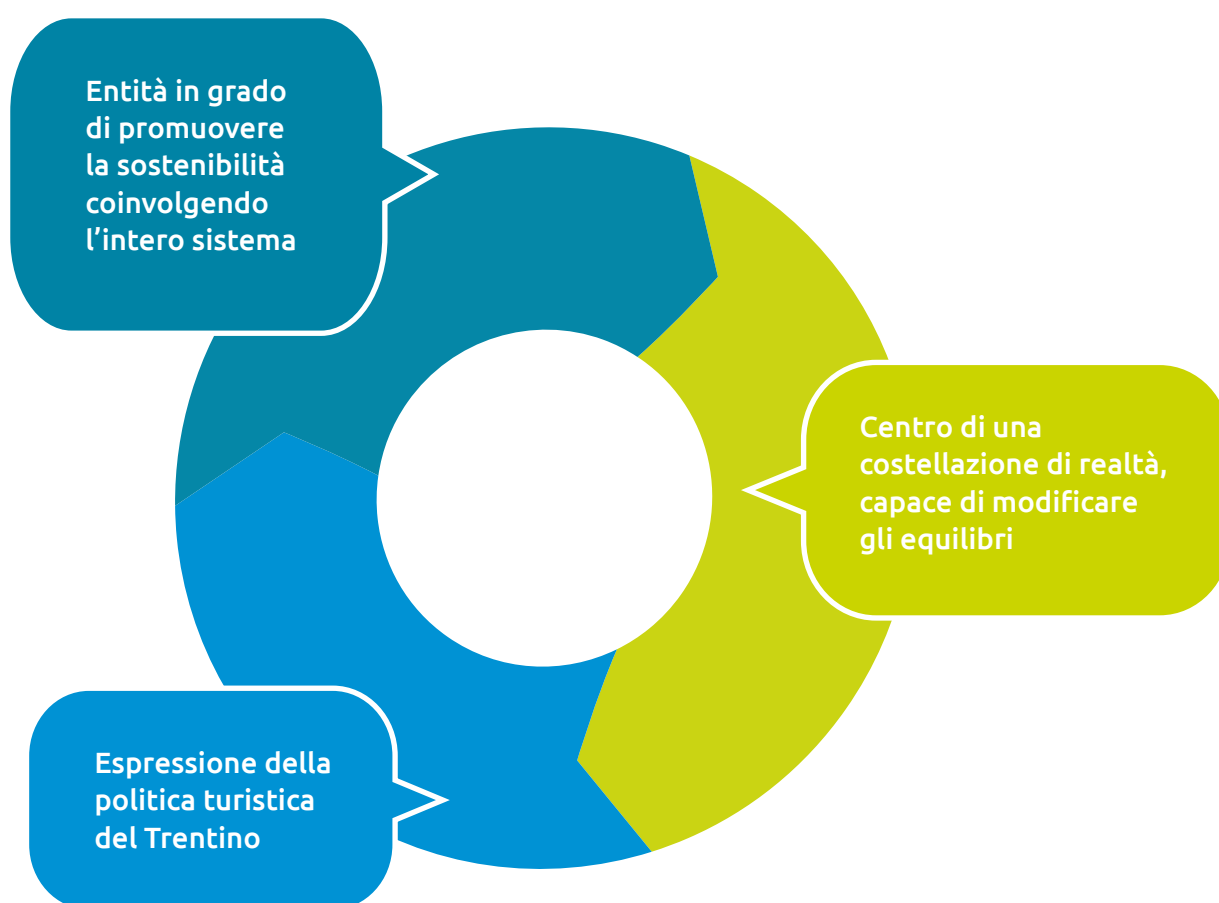 Entità in grado
di promuovere
la sostenibilità
coinvolgendo
l’intero sistema
Centro di una
costellazione di realtà,
capace di modificare
gli equilibri
Espressione della
politica turistica
del Trentino